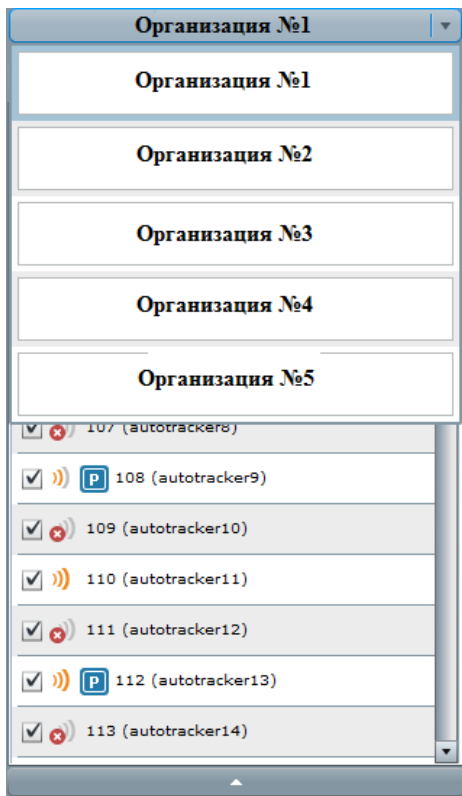 Организация №1
Организация №1
Организация №2
Организация №3
Организация №4
Организация №5
107 (autotracker8)
P 108 (autotracker9)
109 (autotracker10)
110 (autotracker11)
111 (autotracker12)
P 112 (autotracker13)
113 (autotracker14)